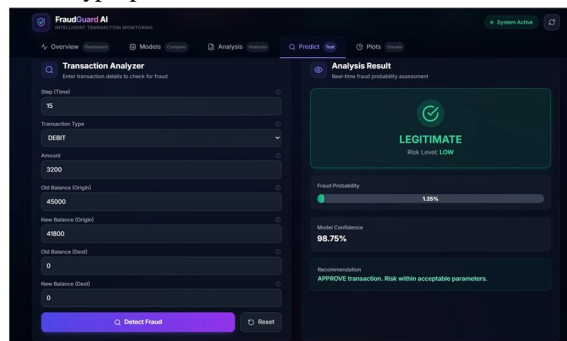 FraudGuard AI
INTELLIGENT TRANSACTION MONITORING
System Active
Overview Dashboard
Models Compare
Analysis Features
Predict Test
Plots Visuals
Transaction Analyzer
Enter transaction details to check for fraud
Step (Time)
15
Transaction Type
DEBIT
Amount
3200
Old Balance (Origin)
45000
New Balance (Origin)
41800
Old Balance (Dest)
0
New Balance (Dest)
0
Detect Fraud
Reset
Analysis Result
Real-time fraud probability assessment
LEGITIMATE
Risk Level: LOW
Fraud Probability
1.25%
Model Confidence
98.75%
Recommendation
APPROVE transaction. Risk within acceptable parameters.